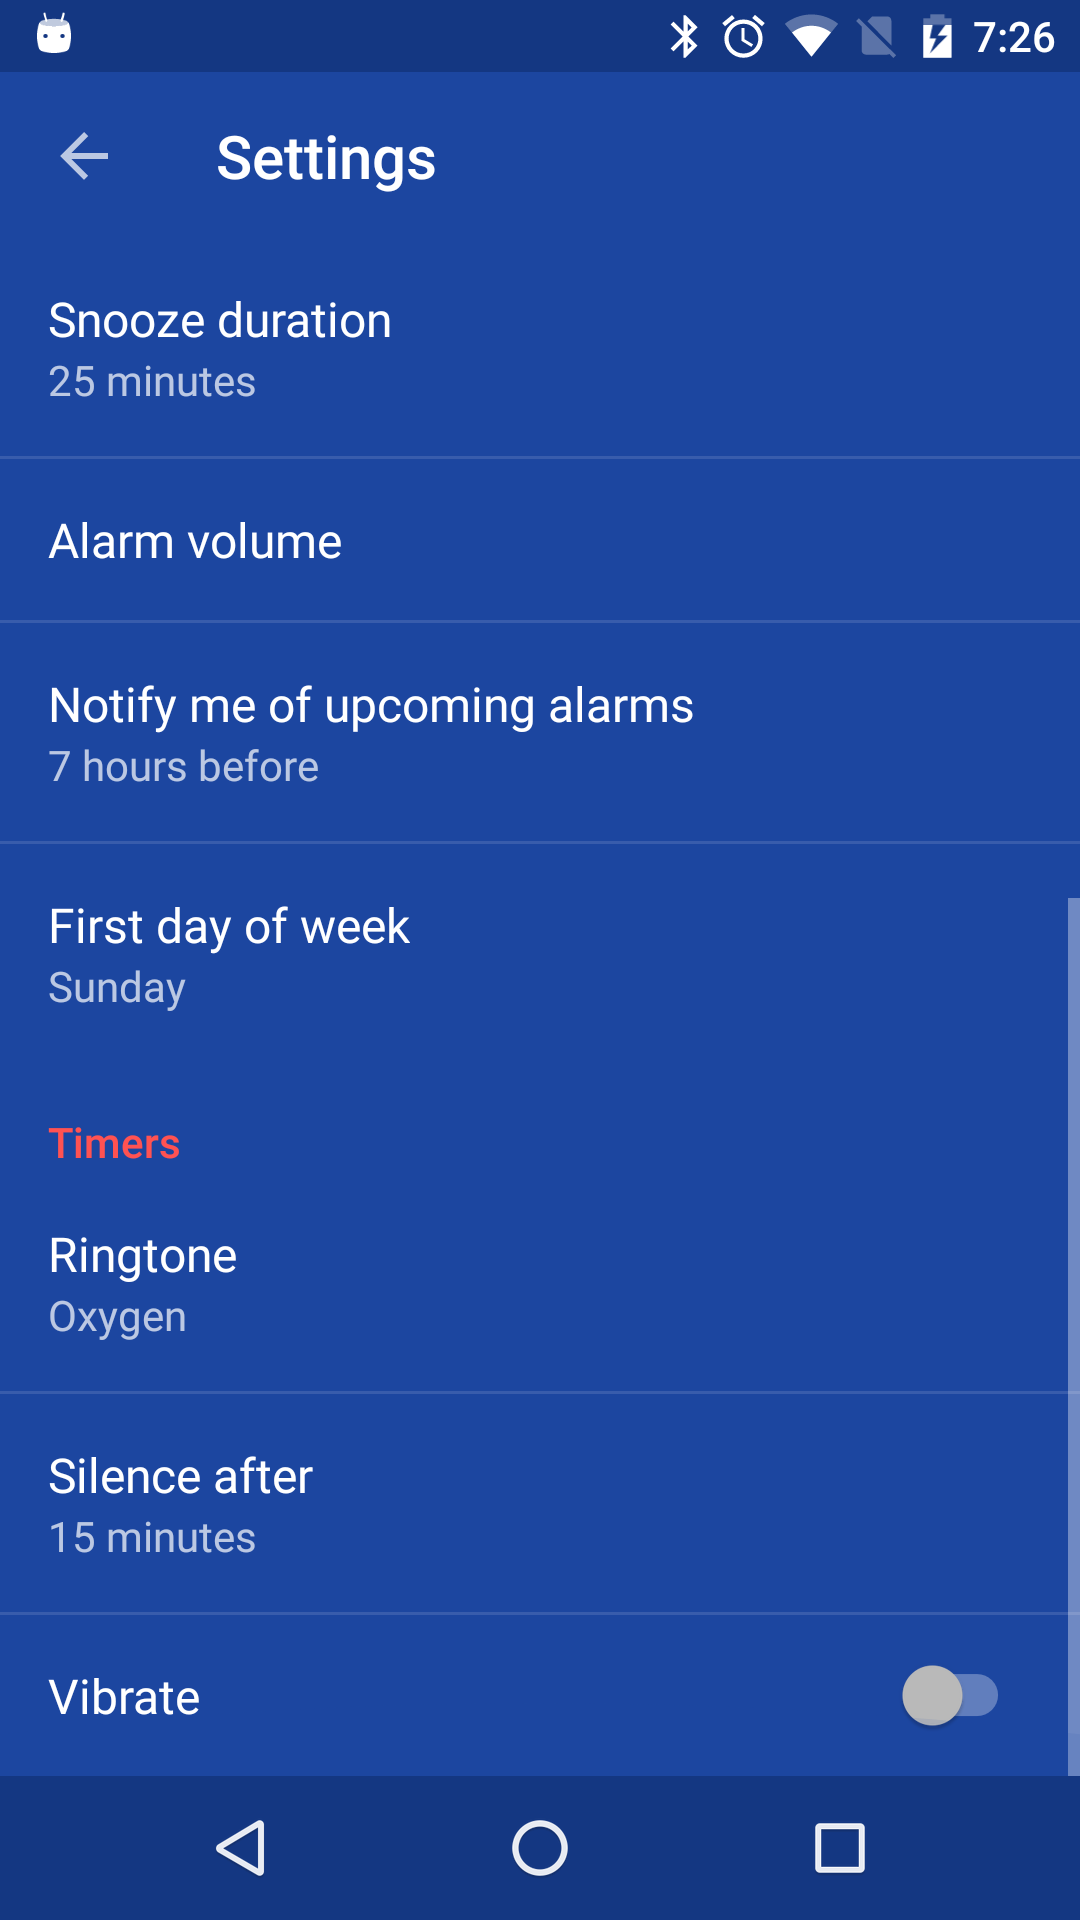 7:26
Settings
Snooze duration
25 minutes
Alarm volume
Notify me of upcoming alarms
7 hours before
First day of week
Sunday
Timers
Ringtone
Oxygen
Silence after
15 minutes
Vibrate